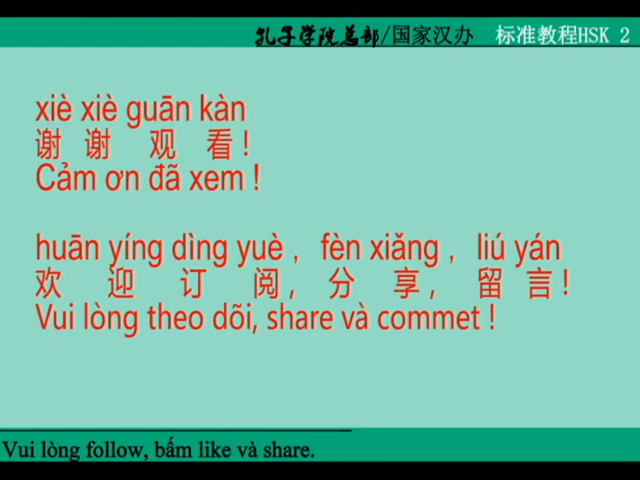 孔子学院总部/国家汉办 标准教程HSK 2
xiè xiè guān kàn
谢 谢 观 看!
Cảm ơn đã xem !
huān yíng dìng yuè , fèn xiǎng , liú yán
欢 迎 订 阅, 分 享, 留 言!
Vui lòng theo dõi, share và commet !
Vui lòng follow, bấm like và share.